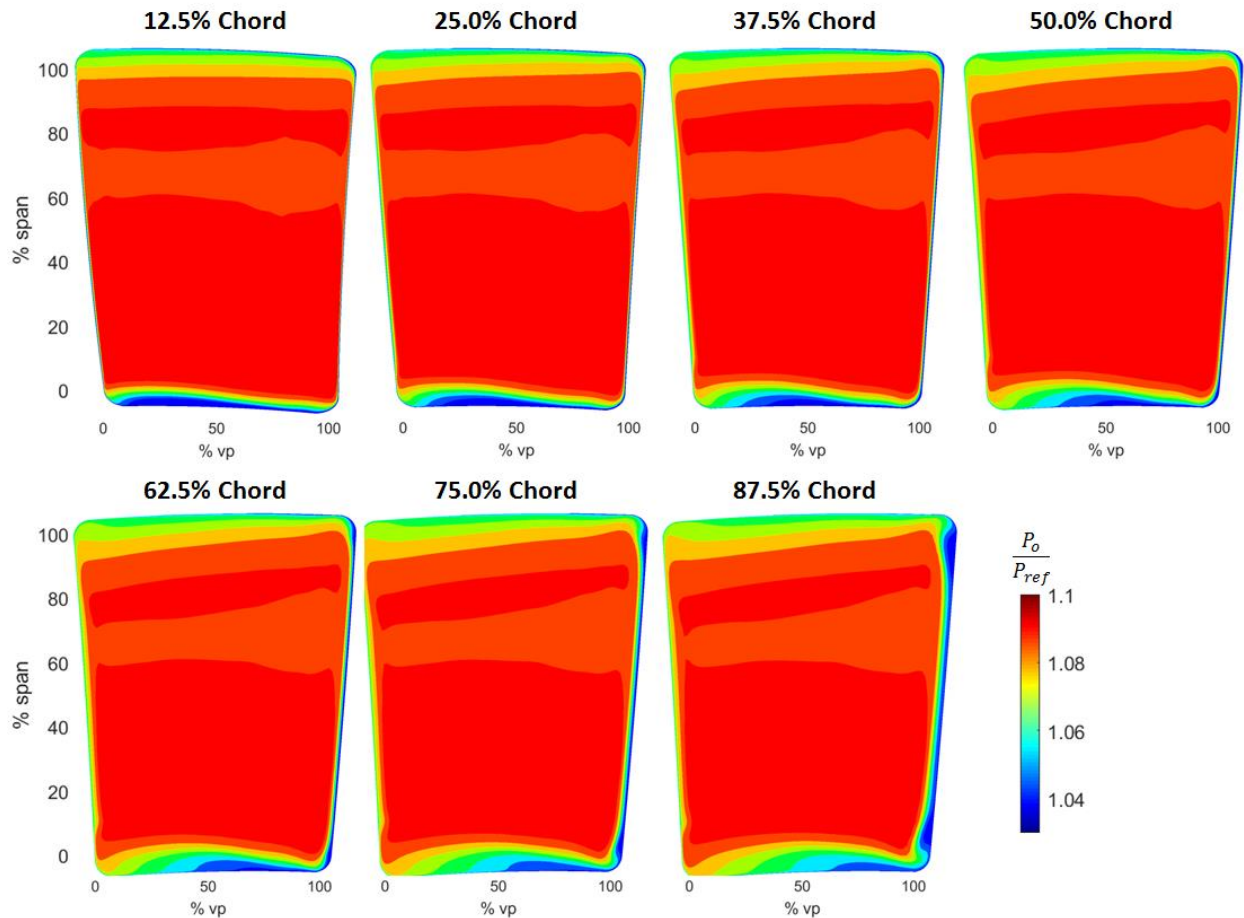 12.5% Chord 25.0% Chord 37.5% Chord 50.0% Chord
100
80
60
40
20
0
% span
0 50 100 0 50 100 0 50 100 0 50 100
% vp % vp % vp % vp
62.5% Chord 75.0% Chord 87.5% Chord
100
80
60
40
20
0
% span
0 50 100 0 50 100 0 50 100
% vp % vp % vp
P_o
P_ref
1.1
1.08
1.06
1.04